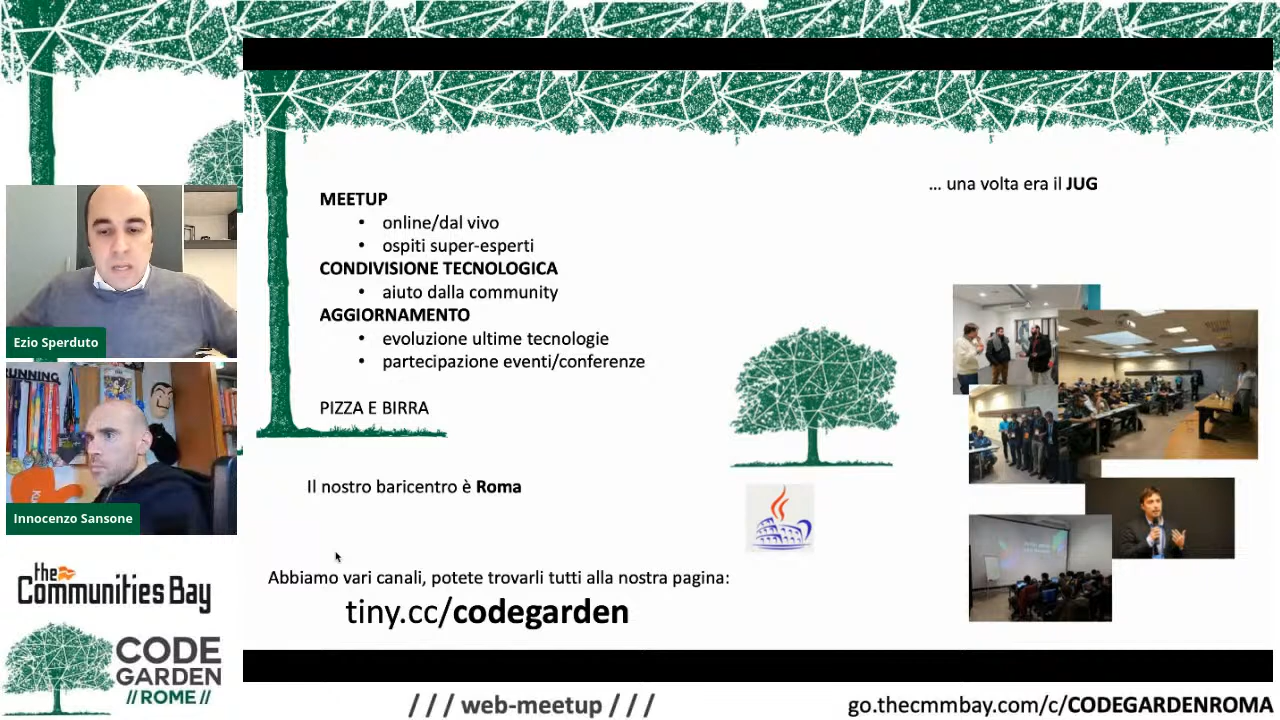 MEETUP
• online/dal vivo
• ospiti super-esperti
CONDIVISIONE TECNOLOGICA
• aiuto dalla community
AGGIORNAMENTO
• evoluzione ultime tecnologie
• partecipazione eventi/conferenze
PIZZA E BIRRA
Il nostro baricentro è Roma
Abbiamo vari canali, potete trovarli tutti alla nostra pagina:
tiny.cc/codegarden
... una volta era il JUG
Ezio Sperduto
RUNNING
Innocenzo Sansone
the
Communities Bay
CODE
GARDEN
// ROME //
/ / / web-meetup / / /
go.thecmmbay.com/c/CODEGARDENROMA